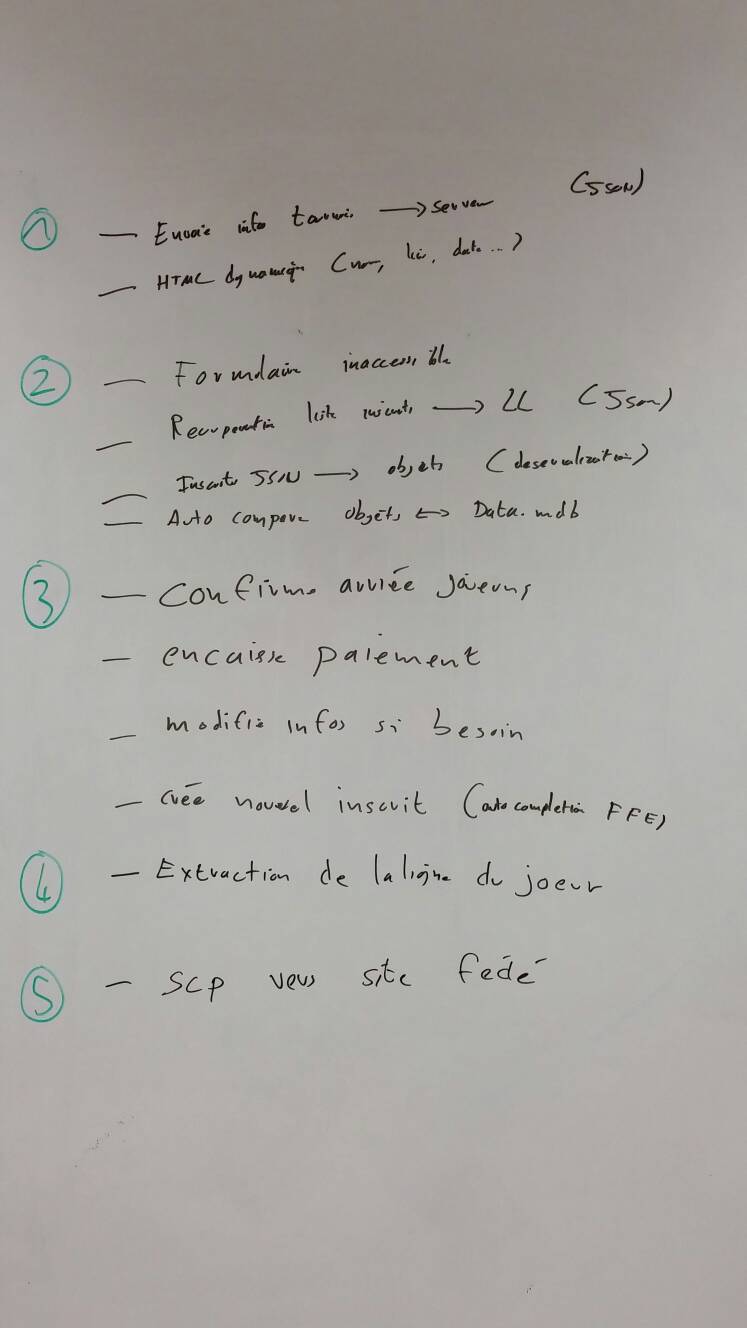 ① — Envoie info tournoi → serveur (JSON)
— HTML dynamique (nom, lieu, date...)
② — Formulaire inaccessible
— Recuperation liste inscrits → LL (Json)
— Inscrits JSON → objets (deserialization)
— Auto compare objets ↔ Data.mdb
③ — Confirme arrivée joueurs
— encaisse paiement
— modifie infos si besoin
— crée nouvel inscrit (auto completion FFE)
④ — Extraction de la ligne du joeur
⑤ — Scp vers site fedé